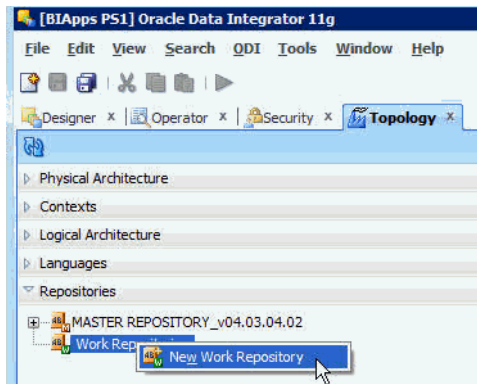 [BIApps PS1] Oracle Data Integrator 11g
File Edit View Search ODI Tools Window Help
Designer x Operator x Security x Topology x
Physical Architecture
Contexts
Logical Architecture
Languages
Repositories
MASTER REPOSITORY_v04.03.04.02
Work
New Work Repository